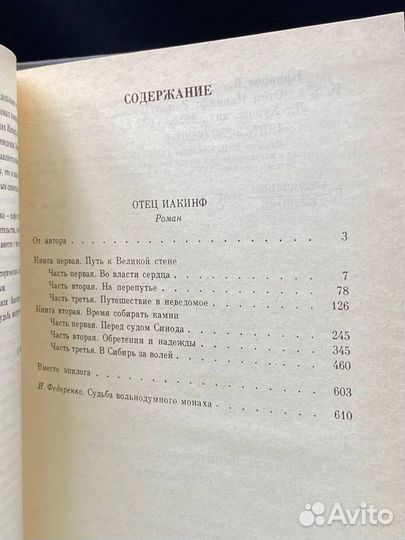 СОДЕРЖАНИЕ
ОТЕЦ ИАКИНФ
Роман
От автора . . . . . . . . . . . . . . 3
Книга первая. Путь к Великой стене
Часть первая. Во власти сердца . . . . . . . 7
Часть вторая. На перепутье . . . . . . . . 78
Часть третья. Путешествие в неведомое . . . . . 126
Книга вторая. Время собирать камни
Часть первая. Перед судом Синода . . . . . . 245
Часть вторая. Обретения и надежды . . . . . . 345
Часть третья. В Сибирь за волей . . . . . . . 460
Вместо эпилога . . . . . . . . . . . . 603
Н. Федоренко. Судьба вольнодумного монаха . . . . . 610
Avito